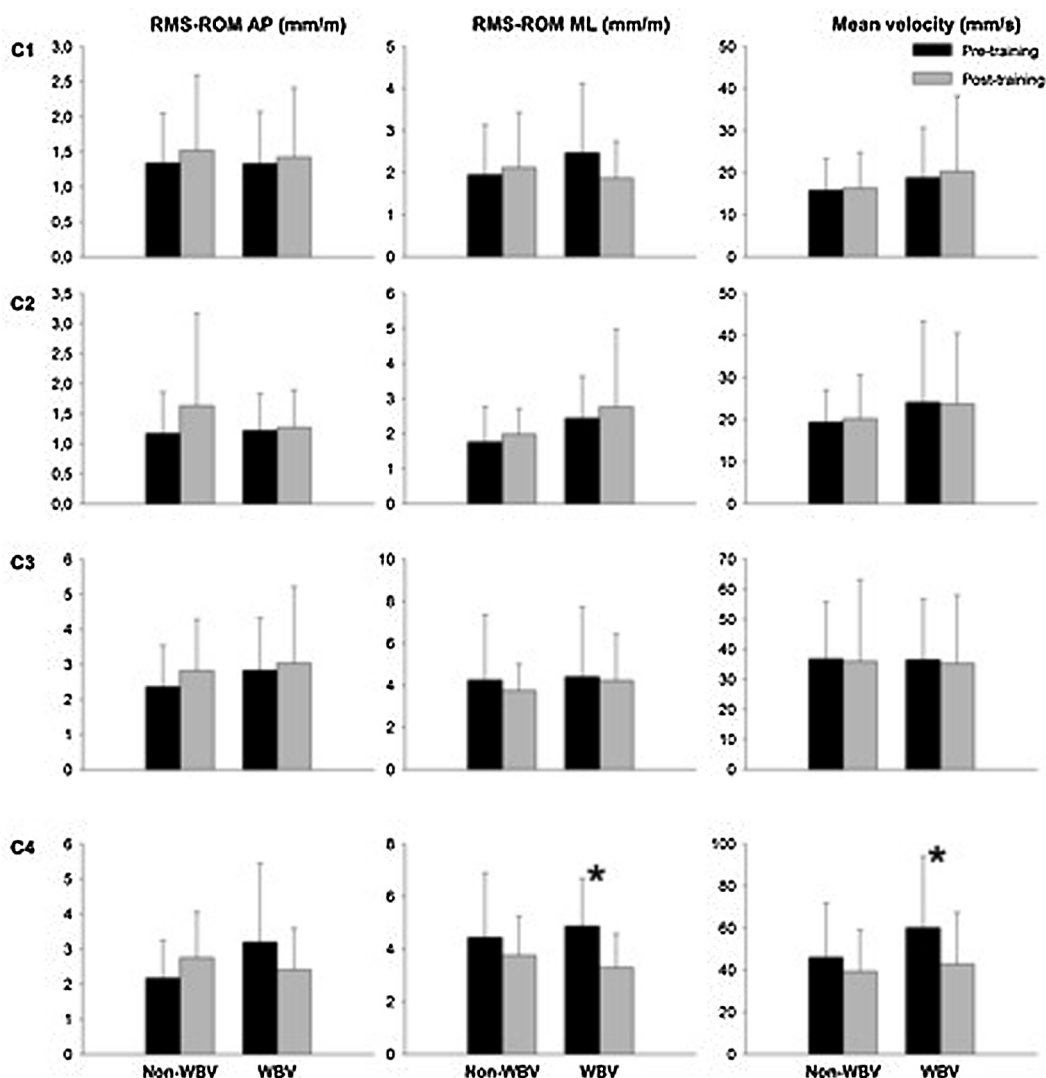 RMS-ROM AP (mm/m) RMS-ROM ML (mm/m) Mean velocity (mm/s)
C1
Pre-training
Post-training
3,0 2,5 2,0 1,5 1,0 0,5 0,0
5 4 3 2 1 0
50 40 30 20 10 0
C2
3,5 3,0 2,5 2,0 1,5 1,0 0,5 0,0
6 5 4 3 2 1 0
50 40 30 20 10 0
C3
6 5 4 3 2 1 0
10 8 6 4 2 0
70 60 50 40 30 20 10 0
C4
6 5 4 3 2 1 0
8 6 4 2 0
100 80 60 40 20 0
* *
Non-WBV WBV Non-WBV WBV Non-WBV WBV